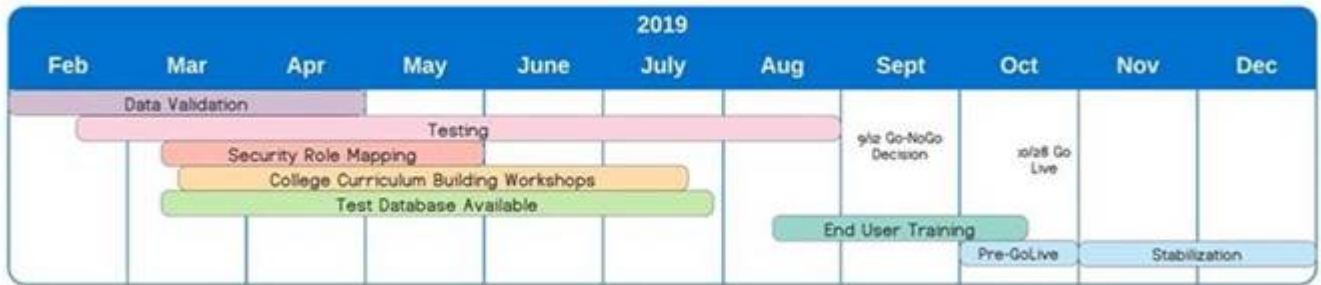 2019
Feb Mar Apr May June July Aug Sept Oct Nov Dec
Data Validation
Testing
9/12 Go-NoGo
Decision
10/28 Go
Live
Security Role Mapping
College Curriculum Building Workshops
Test Database Available
End User Training
Pre-GoLive
Stabilization